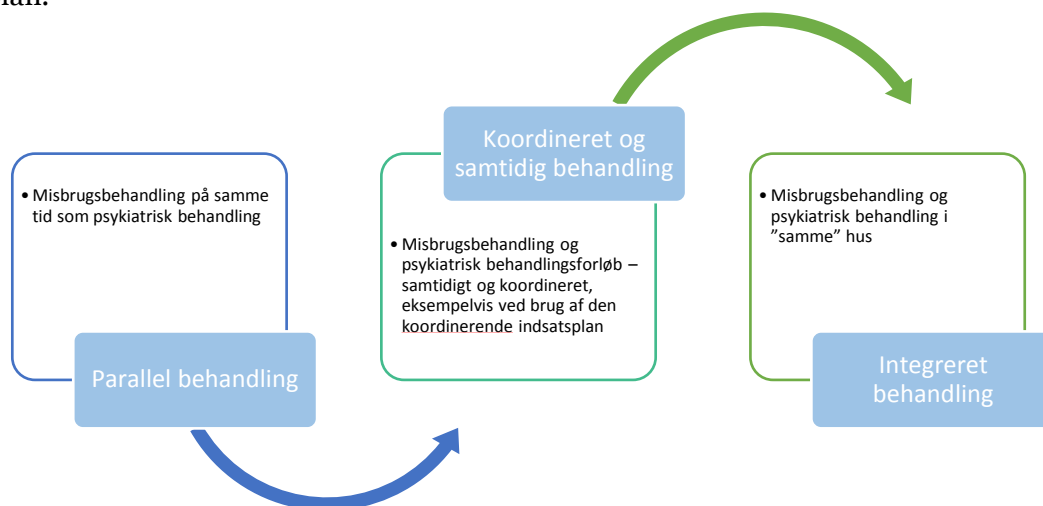 • Misbrugsbehandling på samme
tid som psykiatrisk behandling
Parallel behandling
Koordineret og
samtidig behandling
• Misbrugsbehandling og
psykiatrisk behandlingsforløb –
samtidigt og koordineret,
eksempelvis ved brug af den
koordinerende indsatsplan
• Misbrugsbehandling og
psykiatrisk behandling i
”samme” hus
Integreret
behandling